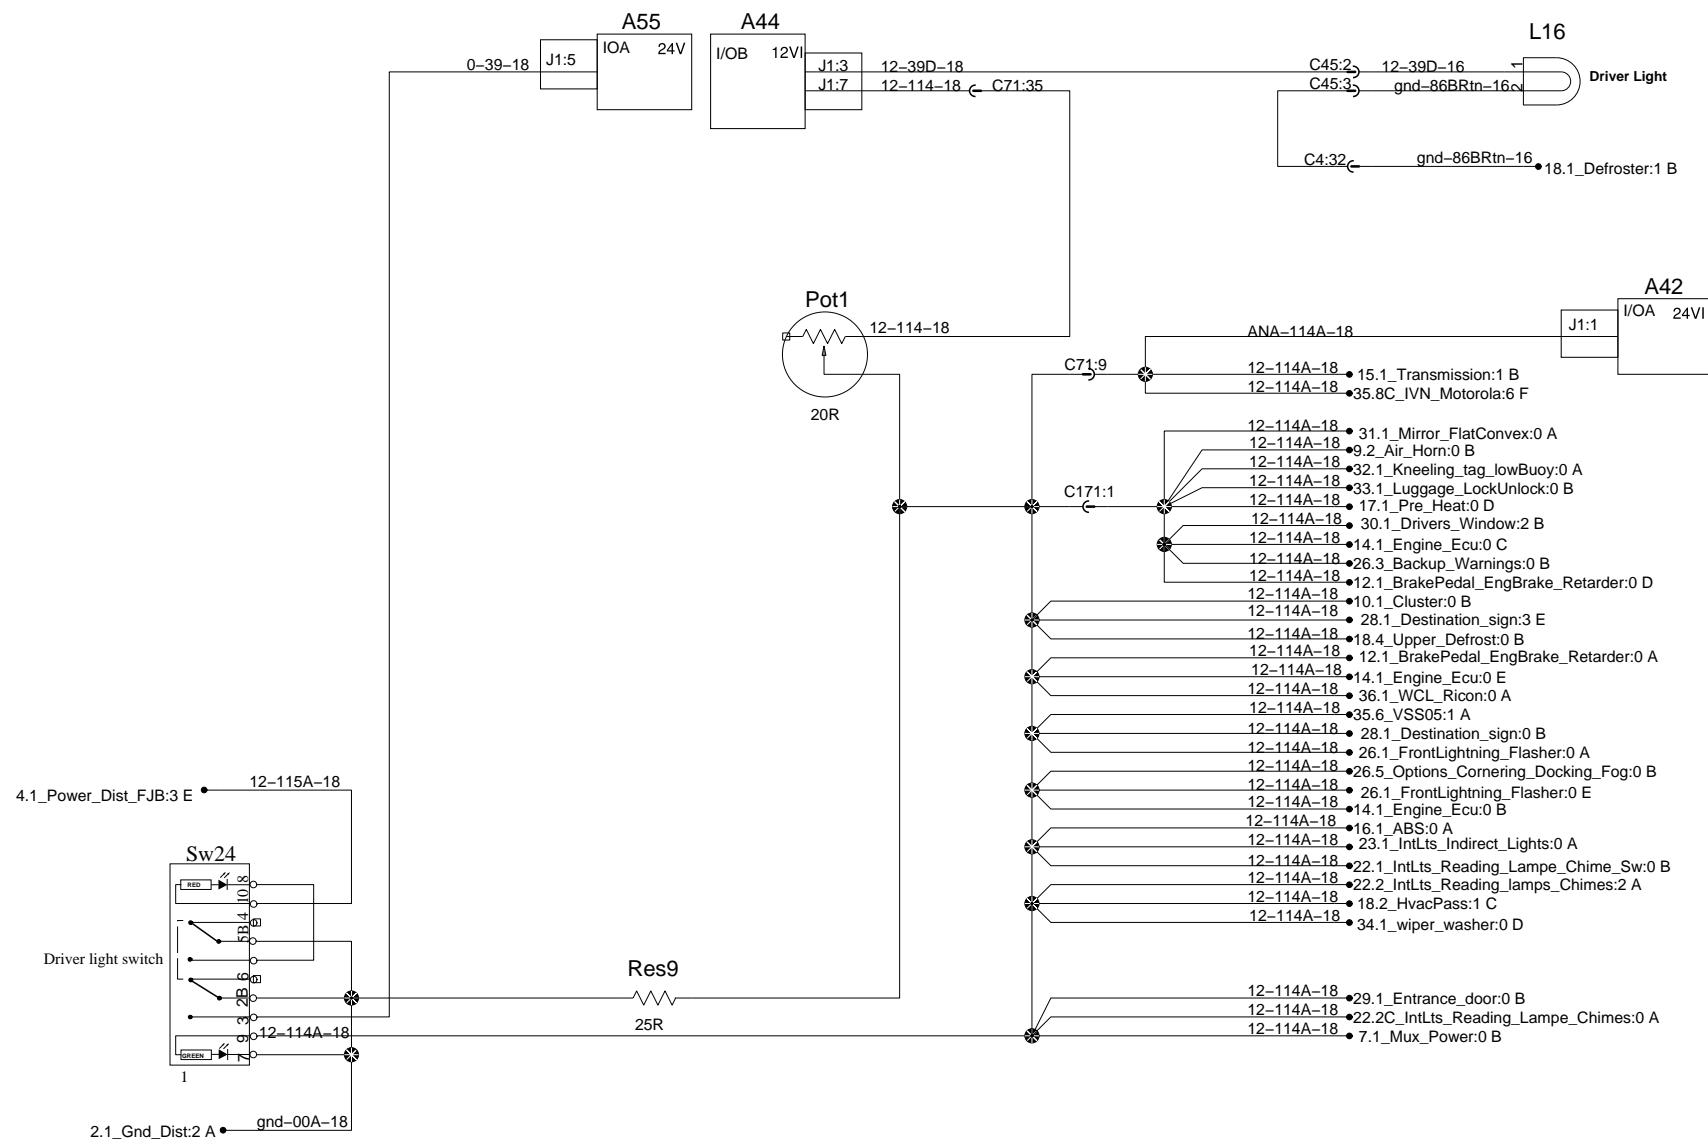 A55
A44
L16
IOA 24V
I/OB 12VI
J1:5
0-39-18
J1:3
12-39D-18
C45:2
12-39D-16
1
J1:7
12-114-18
C71:35
C45:3
gnd-86BRtn-16
2
Driver Light
C4:32
gnd-86BRtn-16
18.1_Defroster:1 B
Pot1
12-114-18
20R
A42
I/OA 24VI
J1:1
ANA-114A-18
C71:9
12-114A-18 15.1_Transmission:1 B
12-114A-18 35.8C_IVN_Motorola:6 F
12-114A-18 31.1_Mirror_FlatConvex:0 A
12-114A-18 9.2_Air_Horn:0 B
12-114A-18 32.1_Kneeling_tag_lowBuoy:0 A
12-114A-18 33.1_Luggage_LockUnlock:0 B
C171:1
12-114A-18 17.1_Pre_Heat:0 D
12-114A-18 30.1_Drivers_Window:2 B
12-114A-18 14.1_Engine_Ecu:0 C
12-114A-18 26.3_Backup_Warnings:0 B
12-114A-18 12.1_BrakePedal_EngBrake_Retarder:0 D
12-114A-18 10.1_Cluster:0 B
12-114A-18 28.1_Destination_sign:3 E
12-114A-18 18.4_Upper_Defrost:0 B
12-114A-18 12.1_BrakePedal_EngBrake_Retarder:0 A
12-114A-18 14.1_Engine_Ecu:0 E
12-114A-18 36.1_WCL_Ricon:0 A
12-114A-18 35.6_VSS05:1 A
12-114A-18 28.1_Destination_sign:0 B
12-114A-18 26.1_FrontLightning_Flasher:0 A
12-114A-18 26.5_Options_Cornering_Docking_Fog:0 B
12-114A-18 26.1_FrontLightning_Flasher:0 E
12-114A-18 14.1_Engine_Ecu:0 B
12-114A-18 16.1_ABS:0 A
12-114A-18 23.1_IntLts_Indirect_Lights:0 A
12-114A-18 22.1_IntLts_Reading_Lampe_Chime_Sw:0 B
12-114A-18 22.2_IntLts_Reading_lamps_Chimes:2 A
12-114A-18 18.2_HvacPass:1 C
12-114A-18 34.1_wiper_washer:0 D
12-114A-18 29.1_Entrance_door:0 B
12-114A-18 22.2C_IntLts_Reading_Lampe_Chimes:0 A
12-114A-18 7.1_Mux_Power:0 B
12-115A-18
4.1_Power_Dist_FJB:3 E
Sw24
RED
8
10
4
5B
Driver light switch
6
2B
3
9
12-114A-18
GREEN
7
1
Res9
25R
gnd-00A-18
2.1_Gnd_Dist:2 A